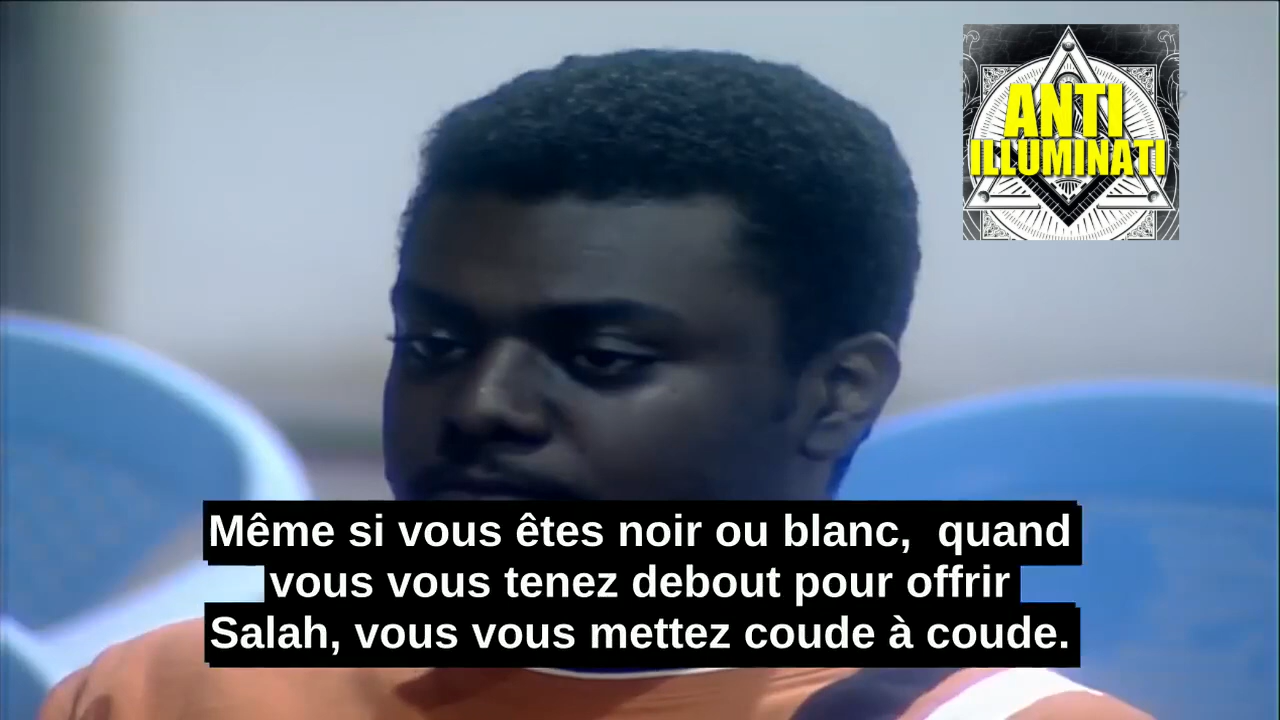 ANTI
ILLUMINATI
Même si vous êtes noir ou blanc, quand
vous vous tenez debout pour offrir
Salah, vous vous mettez coude à coude.